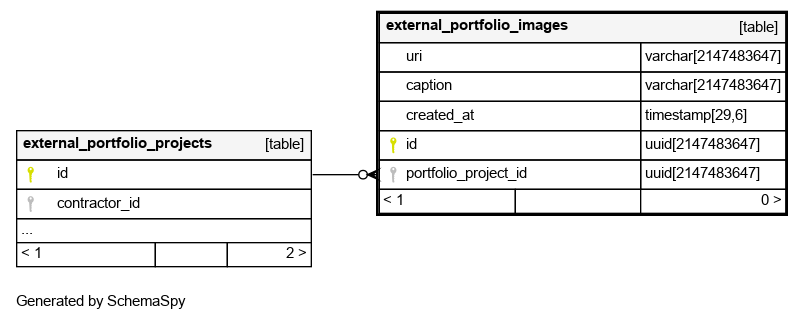 external_portfolio_images [table]
uri varchar[2147483647]
caption varchar[2147483647]
created_at timestamp[29,6]
id uuid[2147483647]
portfolio_project_id uuid[2147483647]
< 1 0 >
external_portfolio_projects [table]
id
contractor_id
...
< 1 2 >
Generated by SchemaSpy